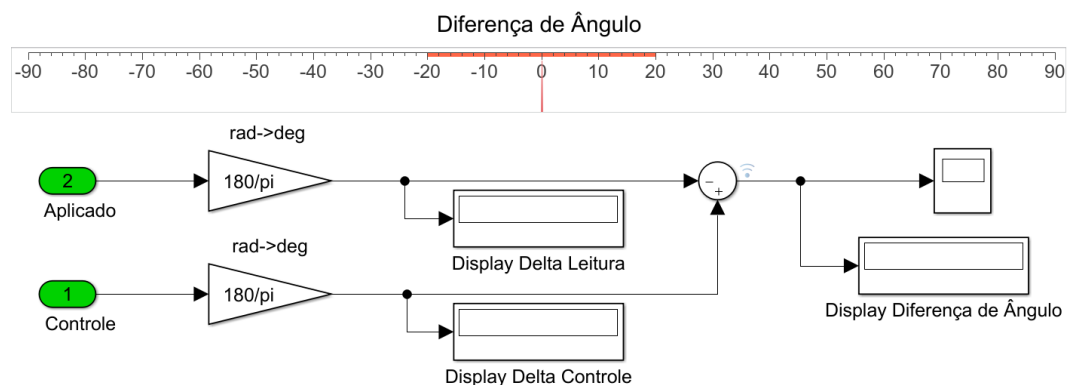 Diferença de Ângulo
-90 -80 -70 -60 -50 -40 -30 -20 -10 0 10 20 30 40 50 60 70 80 90
rad->deg
2
180/pi
−
+
Aplicado
Display Delta Leitura
rad->deg
1
180/pi
Controle
Display Diferença de Ângulo
Display Delta Controle